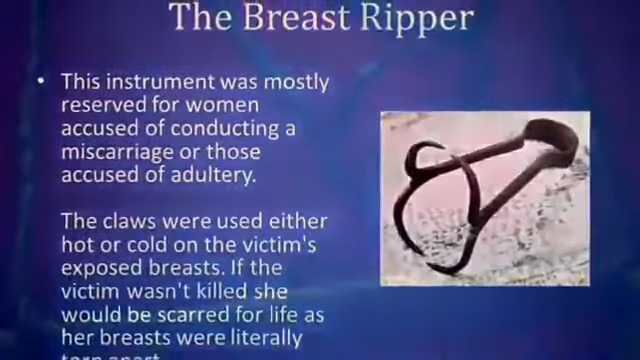 The Breast Ripper
• This instrument was mostly
reserved for women
accused of conducting a
miscarriage or those
accused of adultery.
The claws were used either
hot or cold on the victim's
exposed breasts. If the
victim wasn't killed she
would be scarred for life as
her breasts were literally
torn apart.